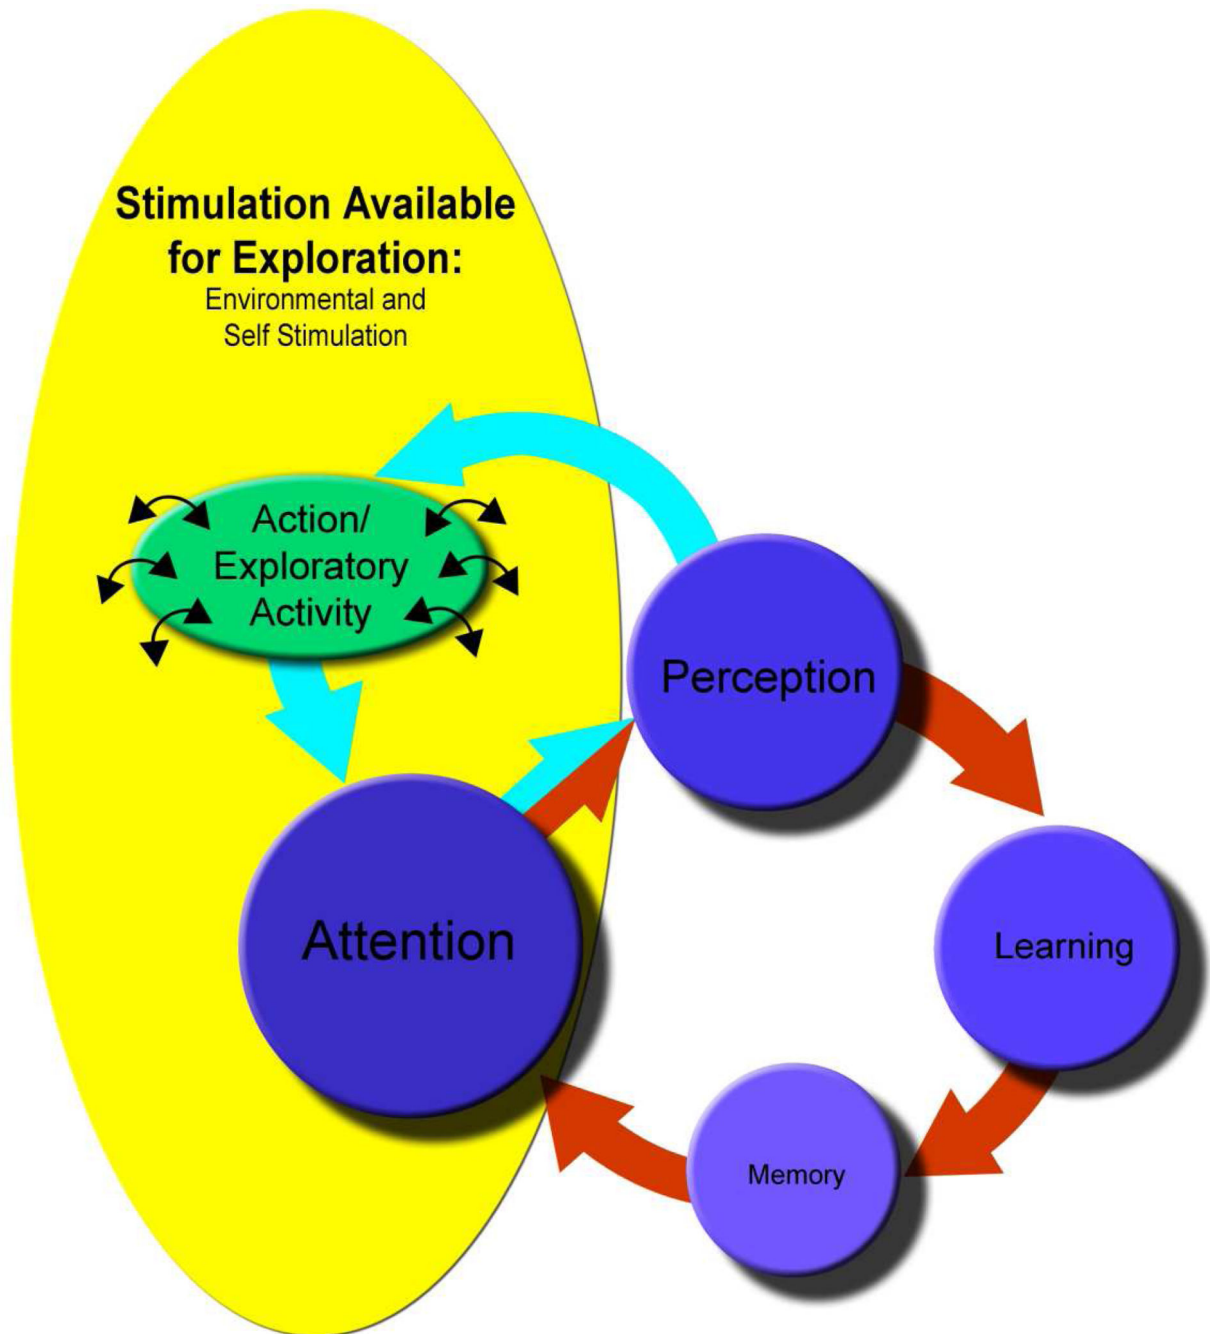 Stimulation Available
for Exploration:
Environmental and
Self Stimulation
Action/
Exploratory
Activity
Perception
Attention
Learning
Memory